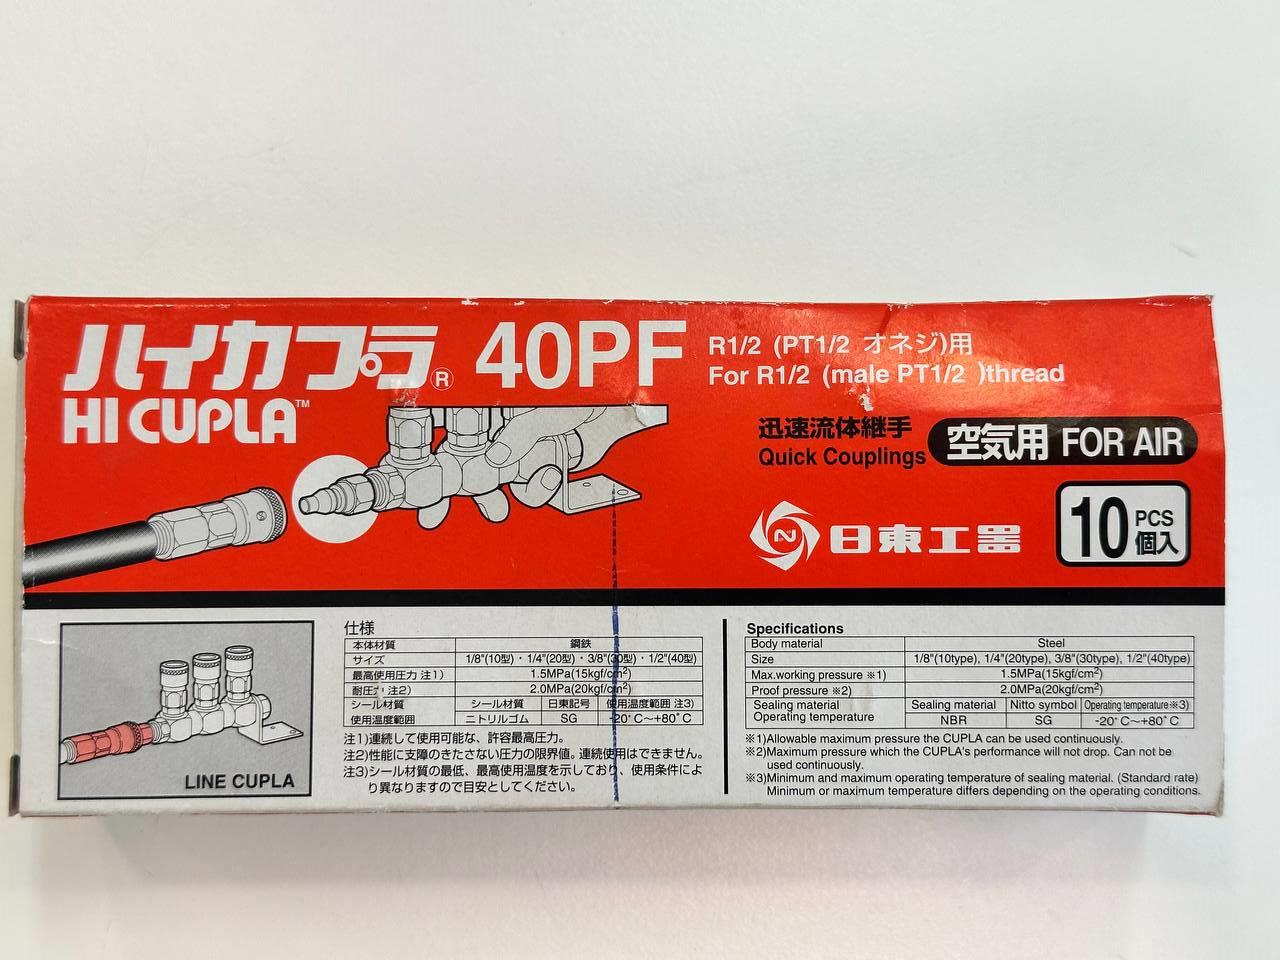 ハイカプラ® 40PF R1/2 (PT1/2 オネジ)用
HI CUPLA™ For R1/2 (male PT1/2 )thread
迅速流体継手
Quick Couplings
空気用 FOR AIR
N 日東工器
10 PCS
個入
LINE CUPLA
仕様
本体材質 鋼鉄
サイズ 1/8"(10型)・1/4"(20型)・3/8"(30型)・1/2"(40型)
最高使用圧力 注1) 1.5MPa(15kgf/cm²)
耐圧力 注2) 2.0MPa(20kgf/cm²)
シール材質 シール材質 日東記号 使用温度範囲 注3)
使用温度範囲 ニトリルゴム SG -20°C~+80°C
注1)連続して使用可能な、許容最高圧力。
注2)性能に支障のきたさない圧力の限界値。連続使用はできません。
注3)シール材質の最低、最高使用温度を示しており、使用条件によ
り異なりますので目安としてください。
Specifications
Body material Steel
Size 1/8"(10type), 1/4"(20type), 3/8"(30type), 1/2"(40type)
Max.working pressure ※1) 1.5MPa(15kgf/cm²)
Proof pressure ※2) 2.0MPa(20kgf/cm²)
Sealing material Sealing material Nitto symbol Operating temperature※3)
Operating temperature NBR SG -20°C~+80°C
※1)Allowable maximum pressure the CUPLA can be used continuously.
※2)Maximum pressure which the CUPLA's performance will not drop. Can not be
used continuously.
※3)Minimum and maximum operating temperature of sealing material. (Standard rate)
Minimum or maximum temperature differs depending on the operating conditions.